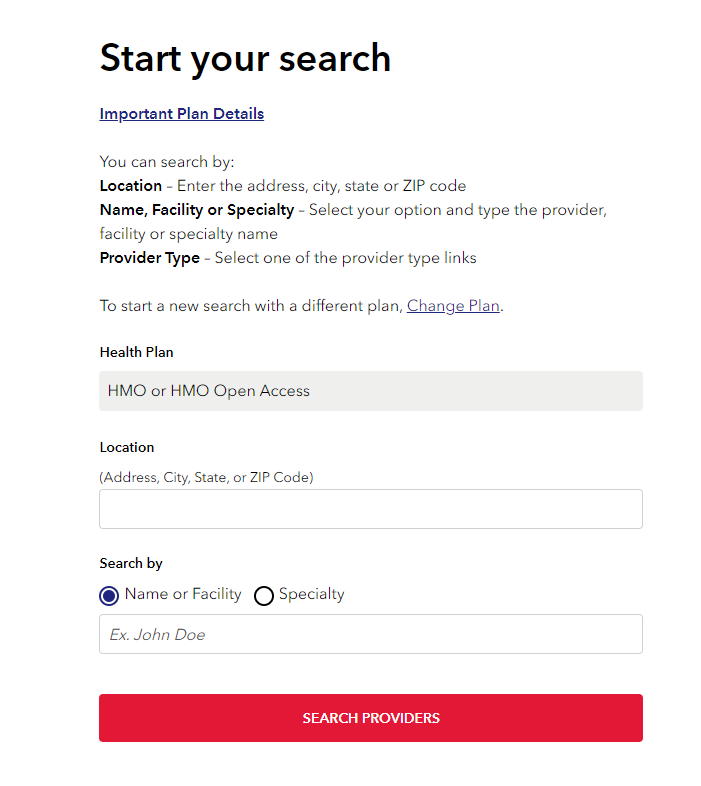 Start your search
Important Plan Details
You can search by:
Location – Enter the address, city, state or ZIP code
Name, Facility or Specialty – Select your option and type the provider,
facility or specialty name
Provider Type – Select one of the provider type links
To start a new search with a different plan, Change Plan.
Health Plan
HMO or HMO Open Access
Location
(Address, City, State, or ZIP Code)
Search by
Name or Facility Specialty
Ex. John Doe
SEARCH PROVIDERS